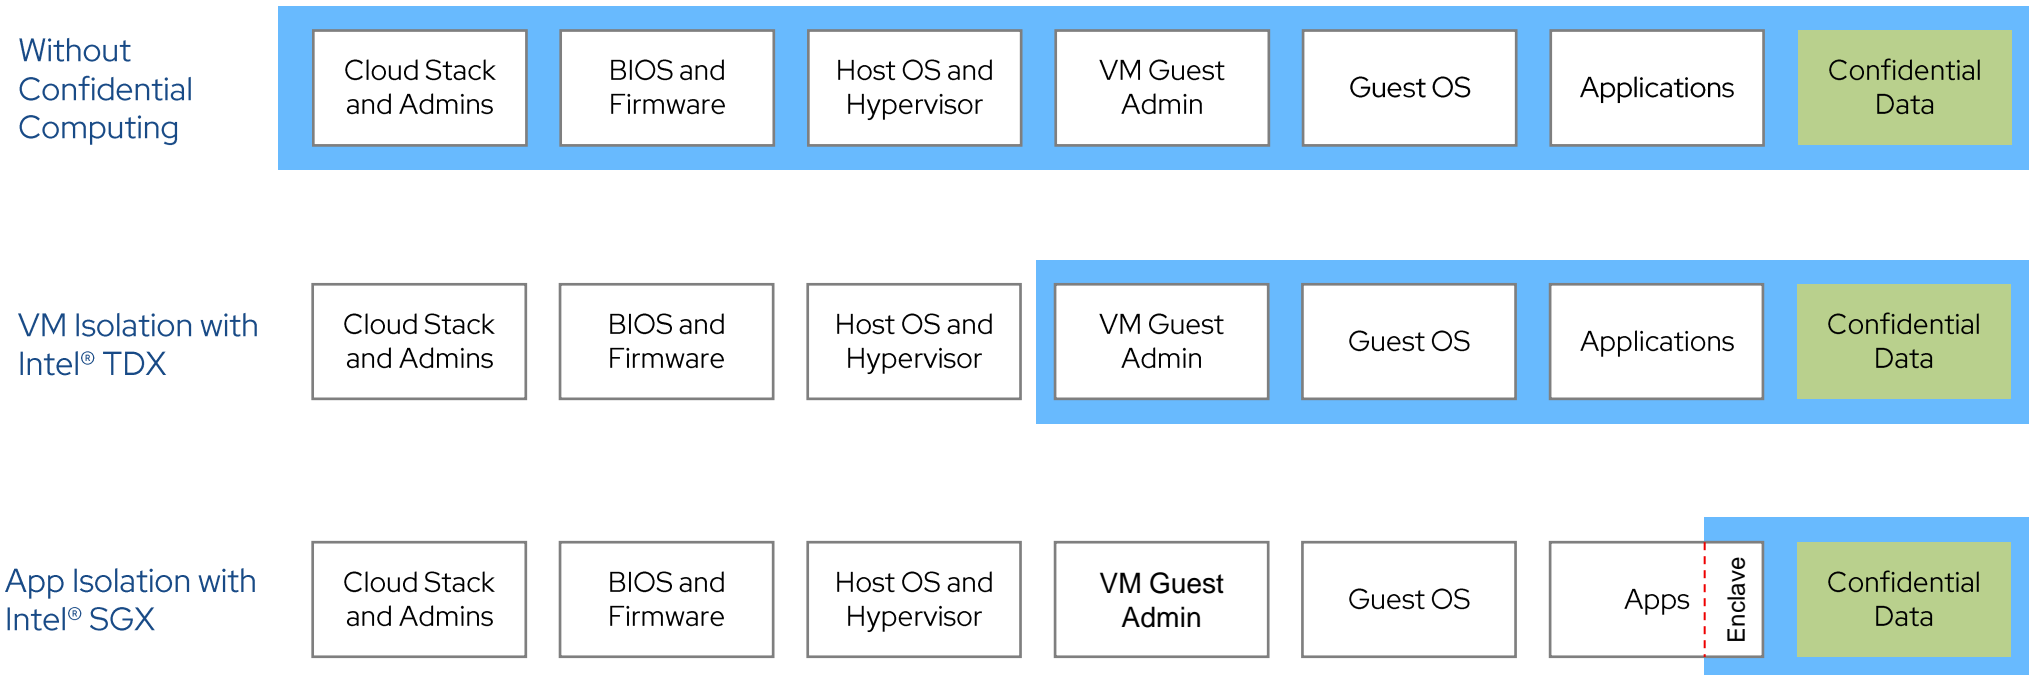 Without
Confidential
Computing
Cloud Stack
and Admins
BIOS and
Firmware
Host OS and
Hypervisor
VM Guest
Admin
Guest OS
Applications
Confidential
Data
VM Isolation with
Intel® TDX
Cloud Stack
and Admins
BIOS and
Firmware
Host OS and
Hypervisor
VM Guest
Admin
Guest OS
Applications
Confidential
Data
App Isolation with
Intel® SGX
Cloud Stack
and Admins
BIOS and
Firmware
Host OS and
Hypervisor
VM Guest
Admin
Guest OS
Apps
Enclave
Confidential
Data